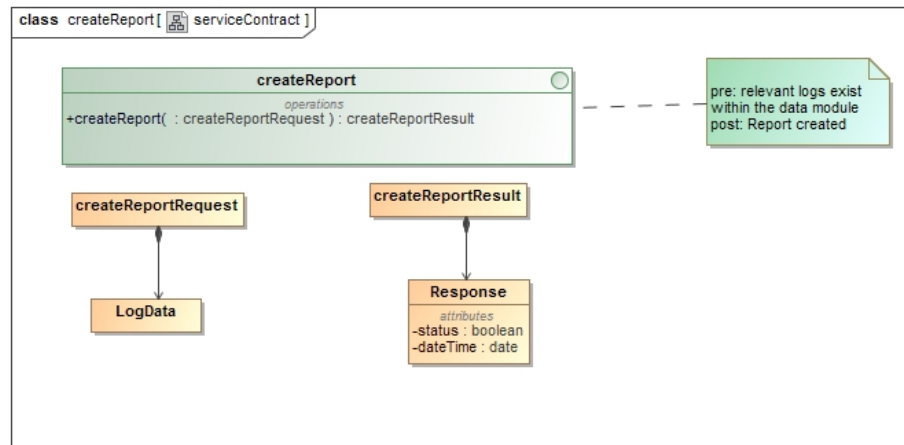 class createReport [ serviceContract ]
createReport
operations
+createReport( : createReportRequest ) : createReportResult
pre: relevant logs exist
within the data module
post: Report created
createReportRequest
createReportResult
LogData
Response
attributes
-status : boolean
-dateTime : date